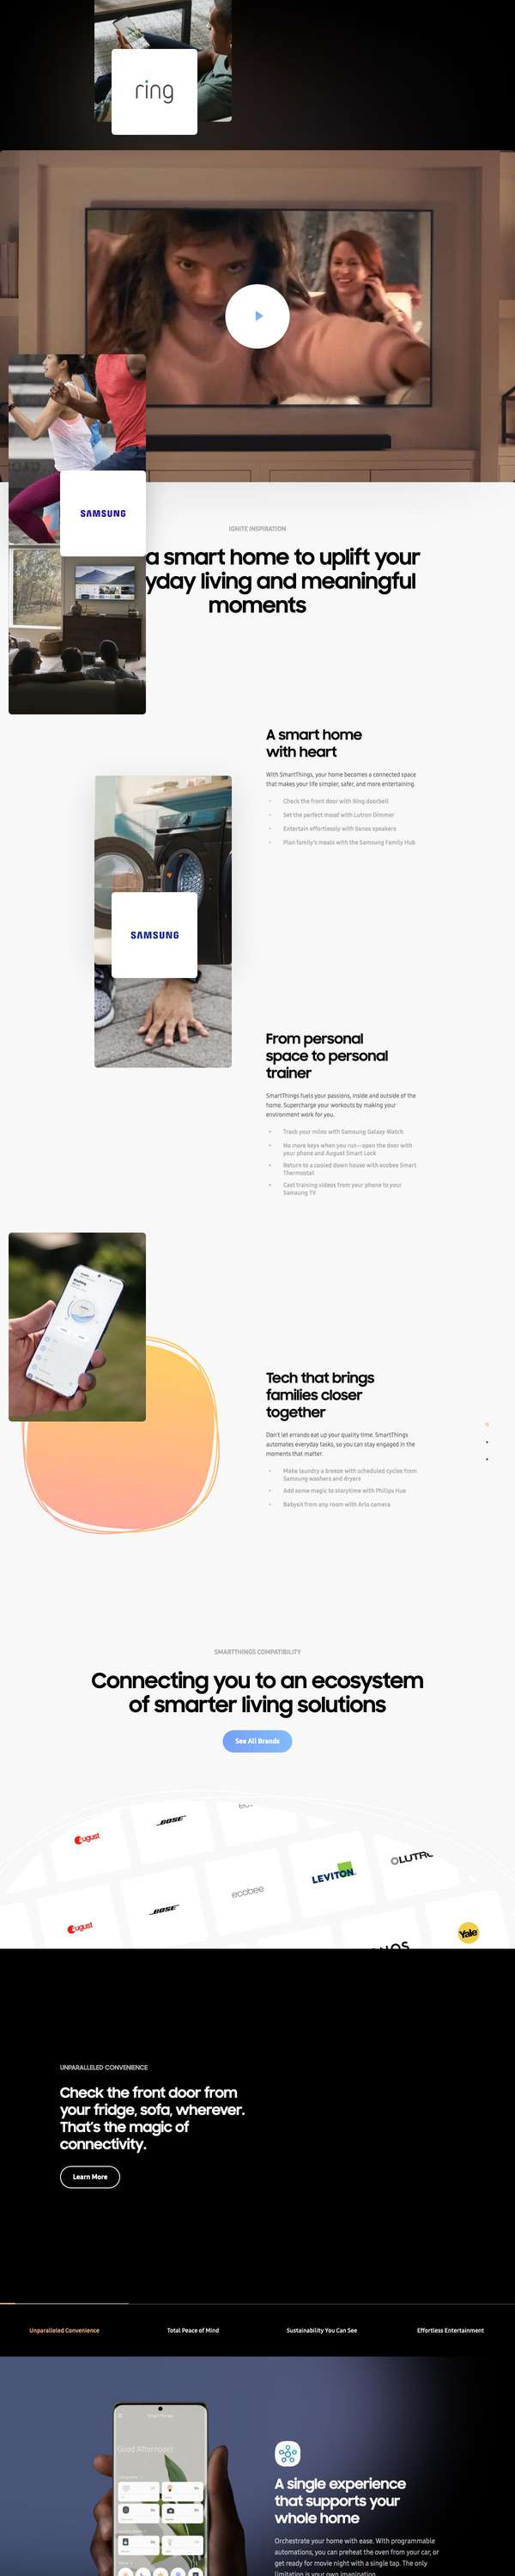 ring
SAMSUNG
IGNITE INSPIRATION
a smart home to uplift your
yday living and meaningful
moments
A smart home
with heart
With SmartThings, your home becomes a connected space
that makes your life simpler, safer, and more entertaining.
Check the front door with Ring doorbell
Set the perfect mood with Lutron Dimmer
Entertain effortlessly with Sonos speakers
Plan family's meals with the Samsung Family Hub
SAMSUNG
From personal
space to personal
trainer
SmartThings fuels your passions, inside and outside of the
home. Supercharge your workouts by making your
environment work for you.
Track your miles with Samsung Galaxy Watch
No more keys when you run—open the door with
your phone and August Smart Lock
Return to a cooled down house with ecobee Smart
Thermostat
Cast training videos from your phone to your
Samsung TV
Tech that brings
families closer
together
Don't let errands eat up your quality time. SmartThings
automates everyday tasks, so you can stay engaged in the
moments that matter.
Make laundry a breeze with scheduled cycles from
Samsung washers and dryers
Add some magic to storytime with Philips Hue
Babysit from any room with Arlo camera
SMARTTHINGS COMPATIBILITY
Connecting you to an ecosystem
of smarter living solutions
See All Brands
August
BOSE
LUTR
LEVITON
ecobee
August
BOSE
Yale
NOS
UNPARALLELED CONVENIENCE
Check the front door from
your fridge, sofa, wherever.
That's the magic of
connectivity.
Learn More
Unparalleled Convenience
Total Peace of Mind
Sustainability You Can See
Effortless Entertainment
Good Afternoon!
A single experience
that supports your
whole home
Orchestrate your home with ease. With programmable
automations, you can preheat the oven from your car, or
get ready for movie night with a single tap. The only
limitation is your own imagination.